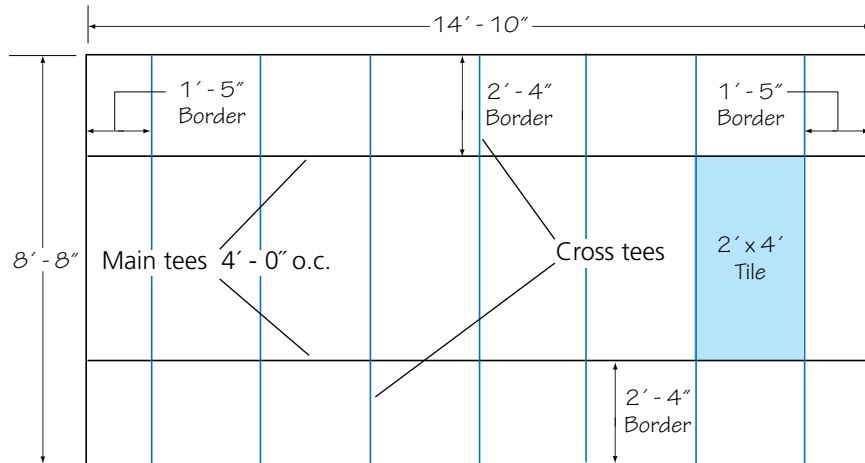 14′ - 10″
1′ - 5″
Border
2′ - 4″
Border
1′ - 5″
Border
8′ - 8″
Main tees 4′ - 0″ o.c.
Cross tees
2′ x 4′
Tile
2′ - 4″
Border